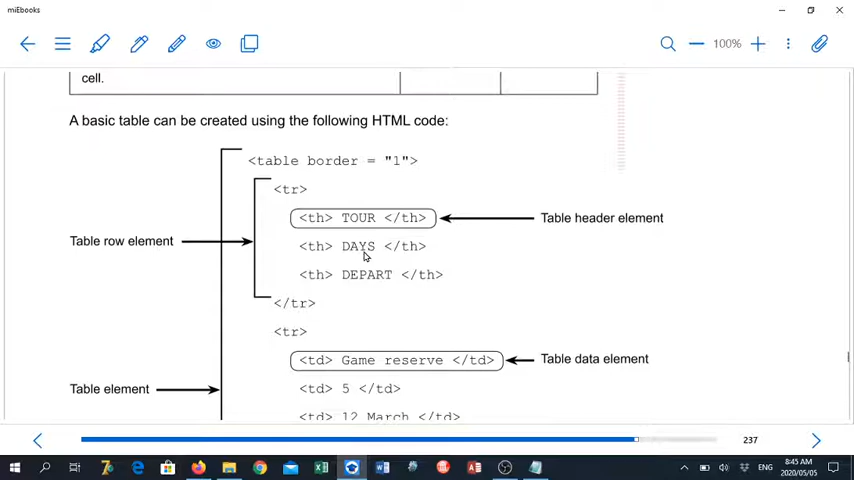 miEbooks
100%
cell.
A basic table can be created using the following HTML code:
<table border = "1">
<tr>
<th> TOUR </th>
Table header element
Table row element
<th> DAYS </th>
<th> DEPART </th>
</tr>
<tr>
<td> Game reserve </td>
Table data element
Table element
<td> 5 </td>
<td> 12 March </td>
237
ENG
8:45 AM
2020/05/05